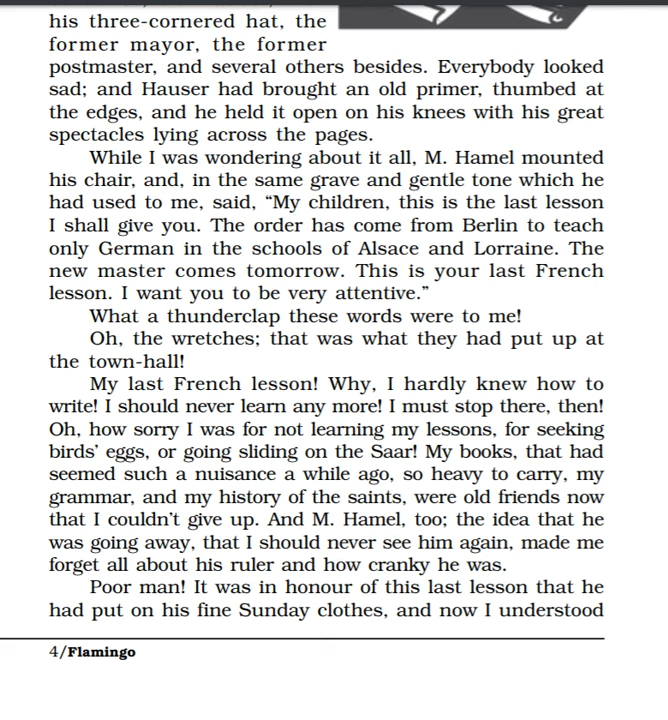 his three-cornered hat, the
former mayor, the former
postmaster, and several others besides. Everybody looked
sad; and Hauser had brought an old primer, thumbed at
the edges, and he held it open on his knees with his great
spectacles lying across the pages.
While I was wondering about it all, M. Hamel mounted
his chair, and, in the same grave and gentle tone which he
had used to me, said, “My children, this is the last lesson
I shall give you. The order has come from Berlin to teach
only German in the schools of Alsace and Lorraine. The
new master comes tomorrow. This is your last French
lesson. I want you to be very attentive.”
What a thunderclap these words were to me!
Oh, the wretches; that was what they had put up at
the town-hall!
My last French lesson! Why, I hardly knew how to
write! I should never learn any more! I must stop there, then!
Oh, how sorry I was for not learning my lessons, for seeking
birds’ eggs, or going sliding on the Saar! My books, that had
seemed such a nuisance a while ago, so heavy to carry, my
grammar, and my history of the saints, were old friends now
that I couldn’t give up. And M. Hamel, too; the idea that he
was going away, that I should never see him again, made me
forget all about his ruler and how cranky he was.
Poor man! It was in honour of this last lesson that he
had put on his fine Sunday clothes, and now I understood
4/Flamingo